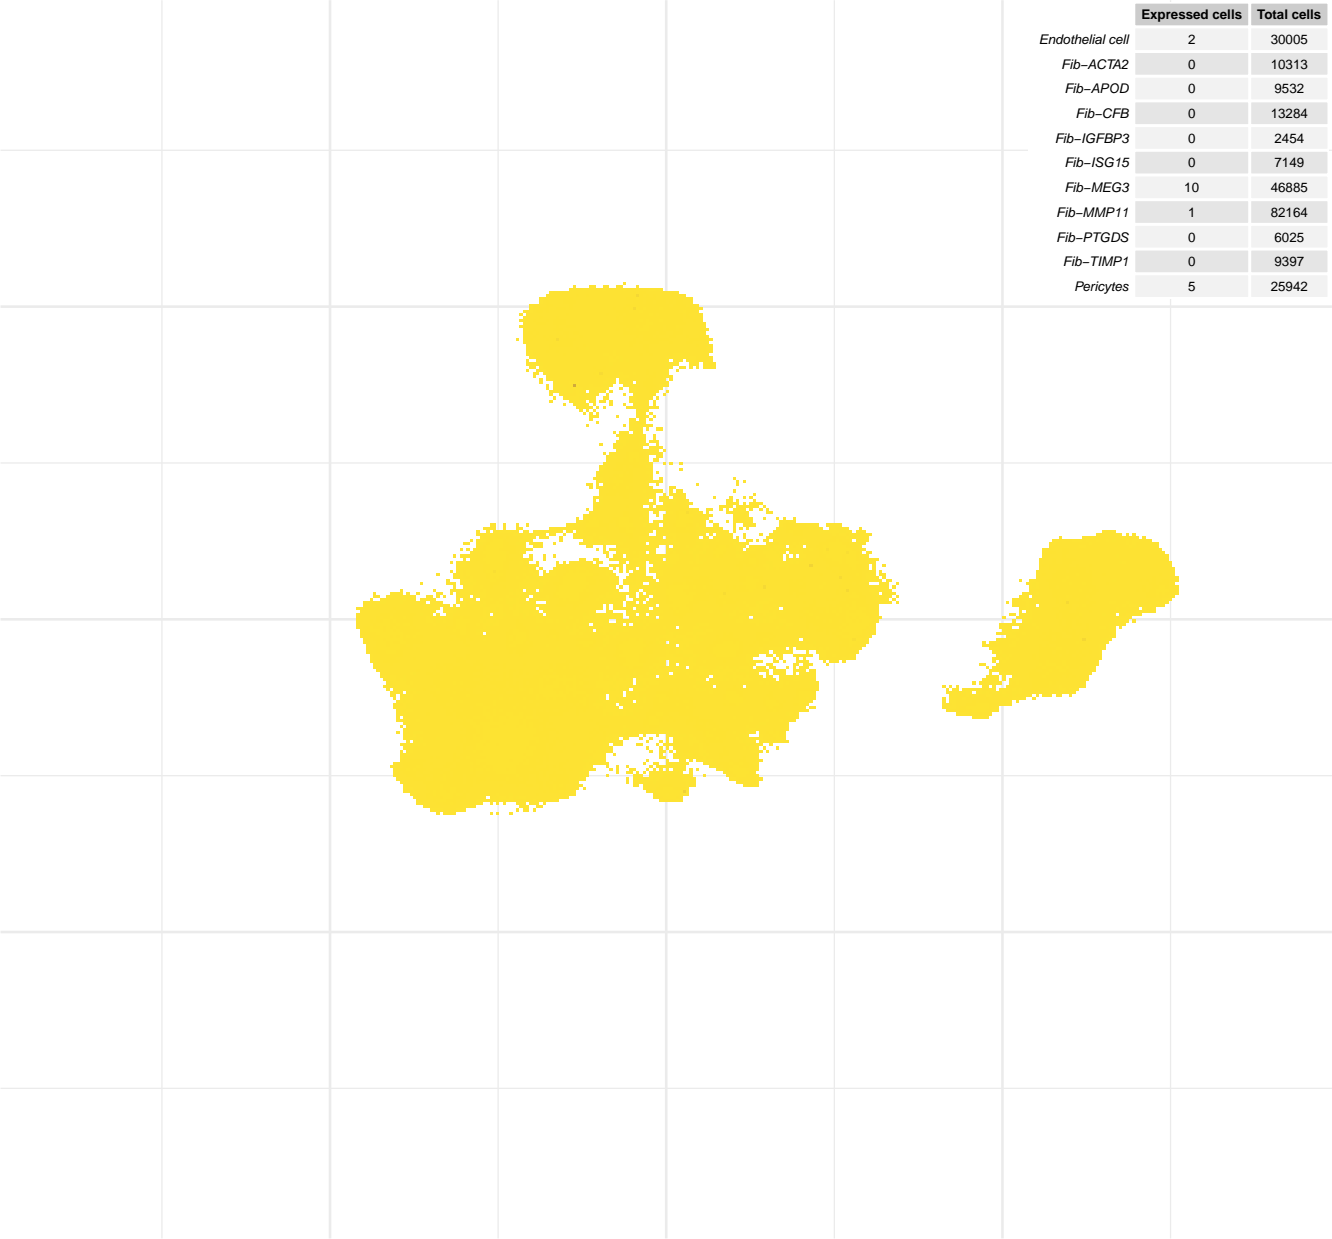 Expressed cells Total cells
Endothelial cell 2 30005
Fib−ACTA2 0 10313
Fib−APOD 0 9532
Fib−CFB 0 13284
Fib−IGFBP3 0 2454
Fib−ISG15 0 7149
Fib−MEG3 10 46885
Fib−MMP11 1 82164
Fib−PTGDS 0 6025
Fib−TIMP1 0 9397
Pericytes 5 25942